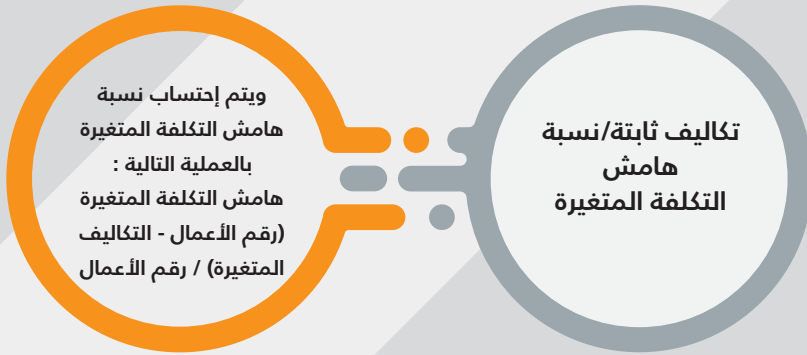 تكاليف ثابتة/نسبة
هامش
التكلفة المتغيرة
ويتم إحتساب نسبة
هامش التكلفة المتغيرة
بالعملية التالية :
هامش التكلفة المتغيرة
(رقم الأعمال - التكاليف
المتغيرة) / رقم الأعمال